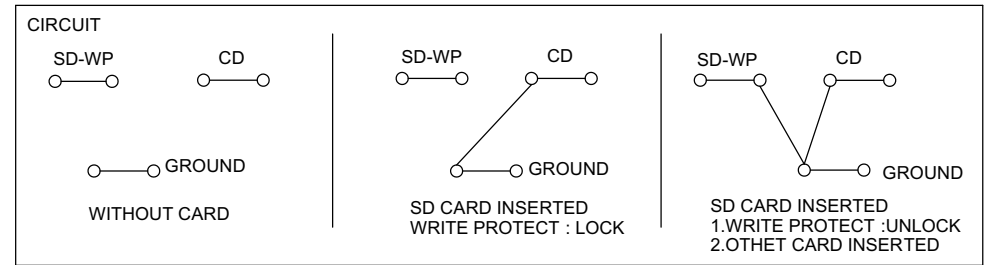 CIRCUIT
SD-WP CD
GROUND
WITHOUT CARD
SD-WP CD
GROUND
SD CARD INSERTED
WRITE PROTECT : LOCK
SD-WP CD
GROUND
SD CARD INSERTED
1.WRITE PROTECT :UNLOCK
2.OTHET CARD INSERTED